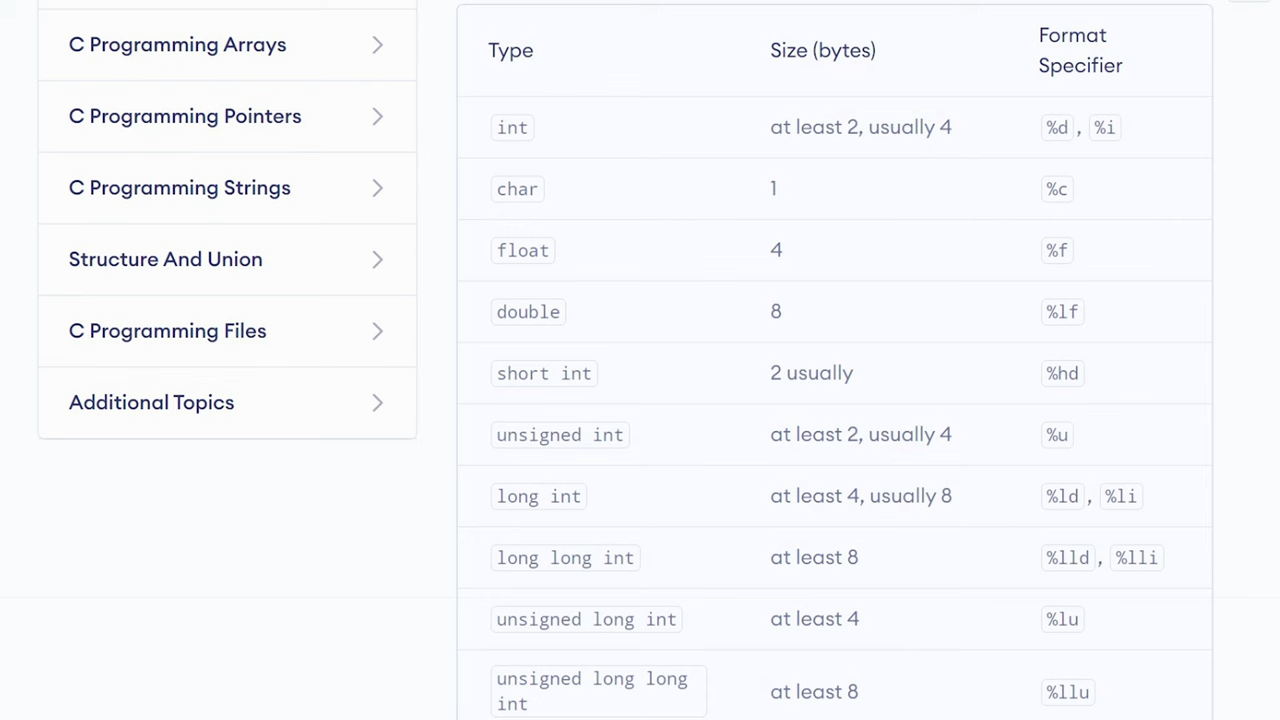 C Programming Arrays
C Programming Pointers
C Programming Strings
Structure And Union
C Programming Files
Additional Topics
Type Size (bytes) Format
Specifier
int at least 2, usually 4 %d, %i
char 1 %c
float 4 %f
double 8 %lf
short int 2 usually %hd
unsigned int at least 2, usually 4 %u
long int at least 4, usually 8 %ld, %li
long long int at least 8 %lld, %lli
unsigned long int at least 4 %lu
unsigned long long
int at least 8 %llu